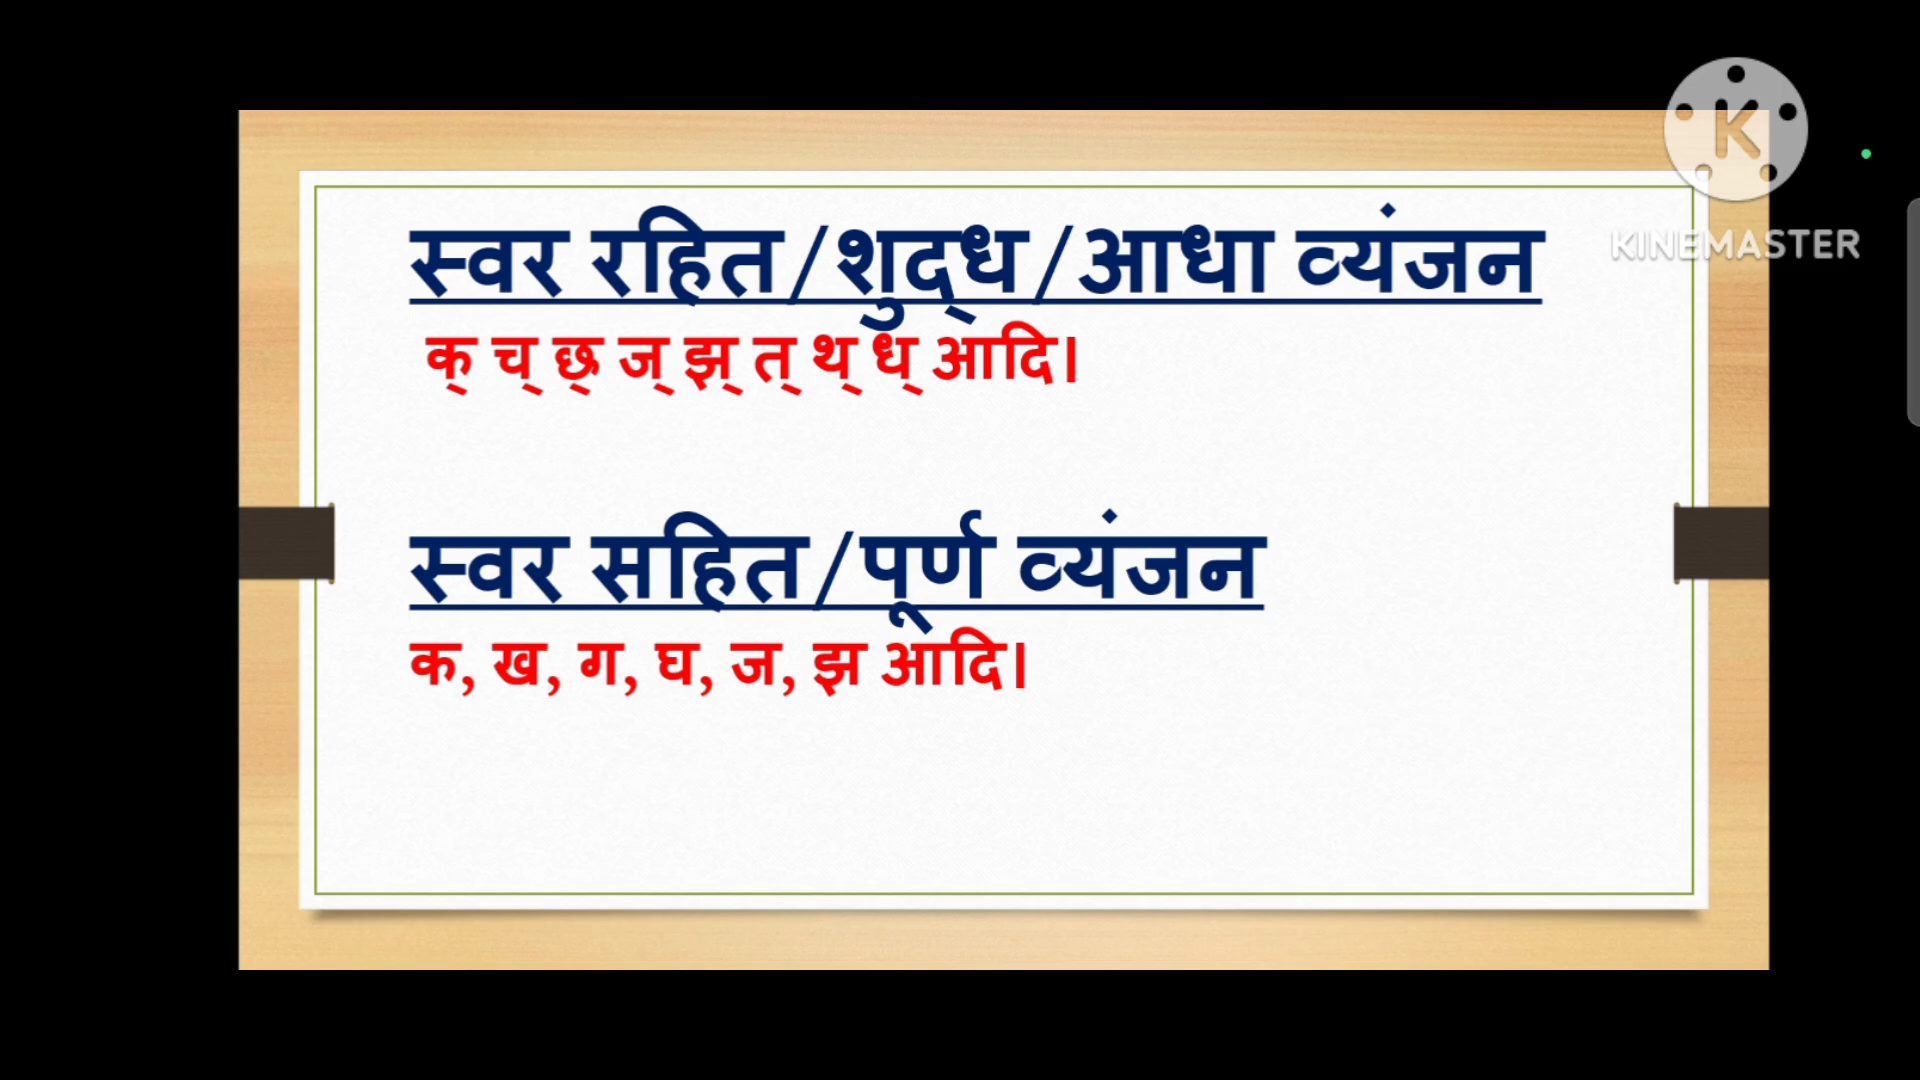 स्वर रहित/शुद्ध/आधा व्यंजन
क् च् छ् ज् झ् त् थ् ध् आदि।
स्वर सहित/पूर्ण व्यंजन
क, ख, ग, घ, ज, झ आदि।
K
KINEMASTER